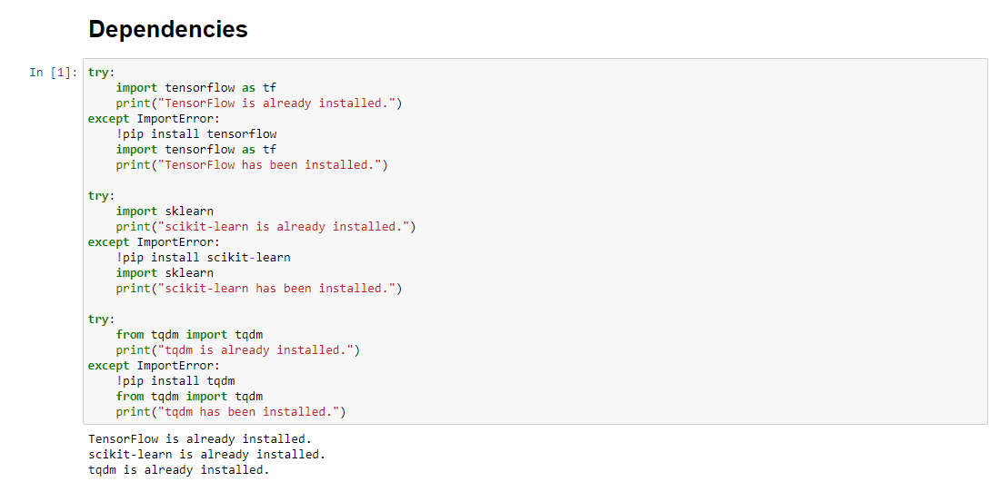 Dependencies
In [1]:
try:
    import tensorflow as tf
    print("TensorFlow is already installed.")
except ImportError:
    !pip install tensorflow
    import tensorflow as tf
    print("TensorFlow has been installed.")

try:
    import sklearn
    print("scikit-learn is already installed.")
except ImportError:
    !pip install scikit-learn
    import sklearn
    print("scikit-learn has been installed.")

try:
    from tqdm import tqdm
    print("tqdm is already installed.")
except ImportError:
    !pip install tqdm
    from tqdm import tqdm
    print("tqdm has been installed.")
TensorFlow is already installed.
scikit-learn is already installed.
tqdm is already installed.